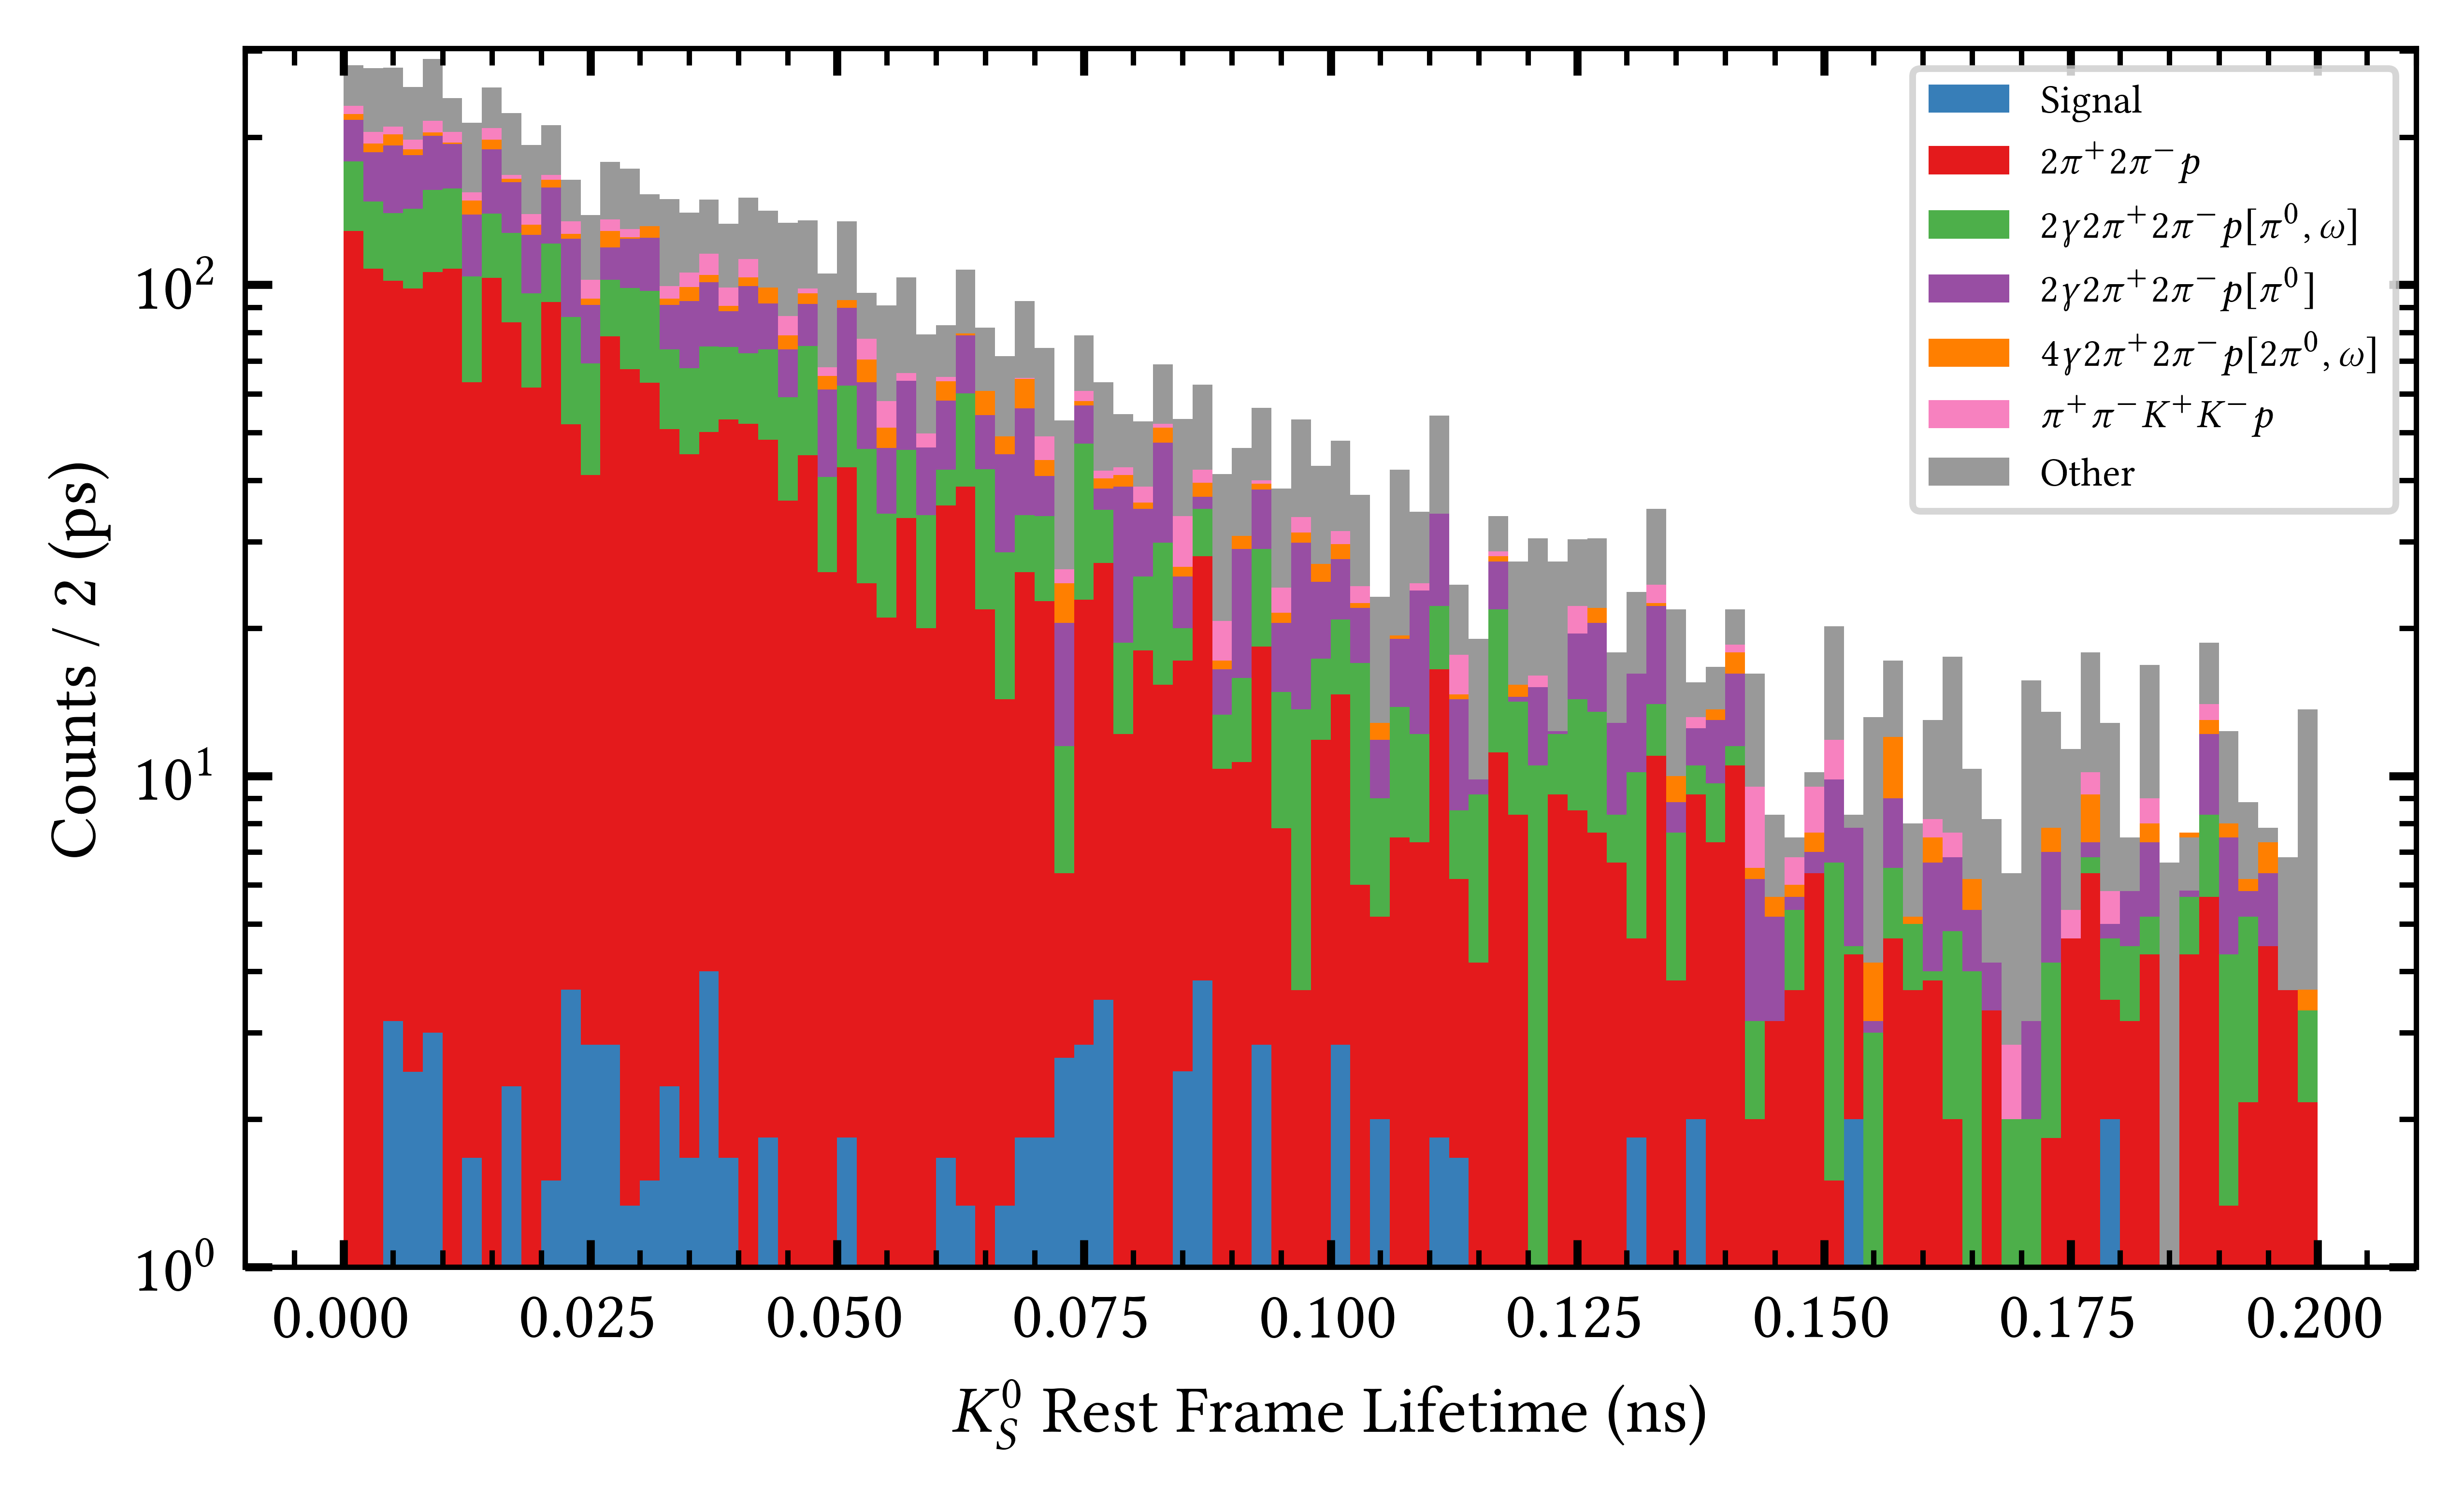 Counts / 2 (ps)
10²
10¹
10⁰
0.000 0.025 0.050 0.075 0.100 0.125 0.150 0.175 0.200
K⁰_S Rest Frame Lifetime (ns)
Signal
2π⁺2π⁻p
2γ2π⁺2π⁻p[π⁰, ω]
2γ2π⁺2π⁻p[π⁰]
4γ2π⁺2π⁻p[2π⁰, ω]
π⁺π⁻K⁺K⁻p
Other